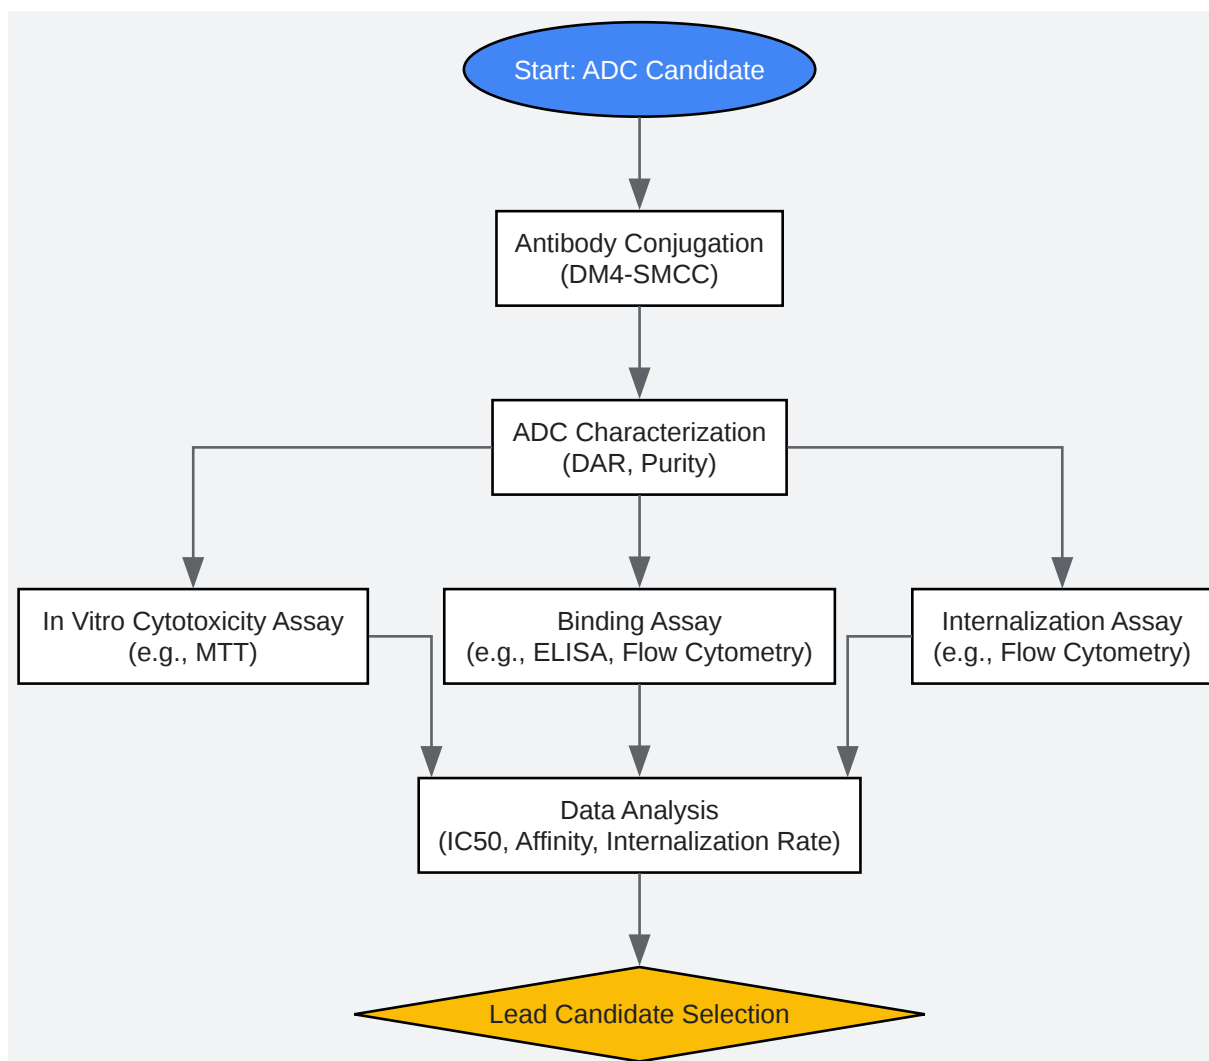 Start: ADC Candidate
Antibody Conjugation
(DM4-SMCC)
ADC Characterization
(DAR, Purity)
In Vitro Cytotoxicity Assay
(e.g., MTT)
Binding Assay
(e.g., ELISA, Flow Cytometry)
Internalization Assay
(e.g., Flow Cytometry)
Data Analysis
(IC50, Affinity, Internalization Rate)
Lead Candidate Selection